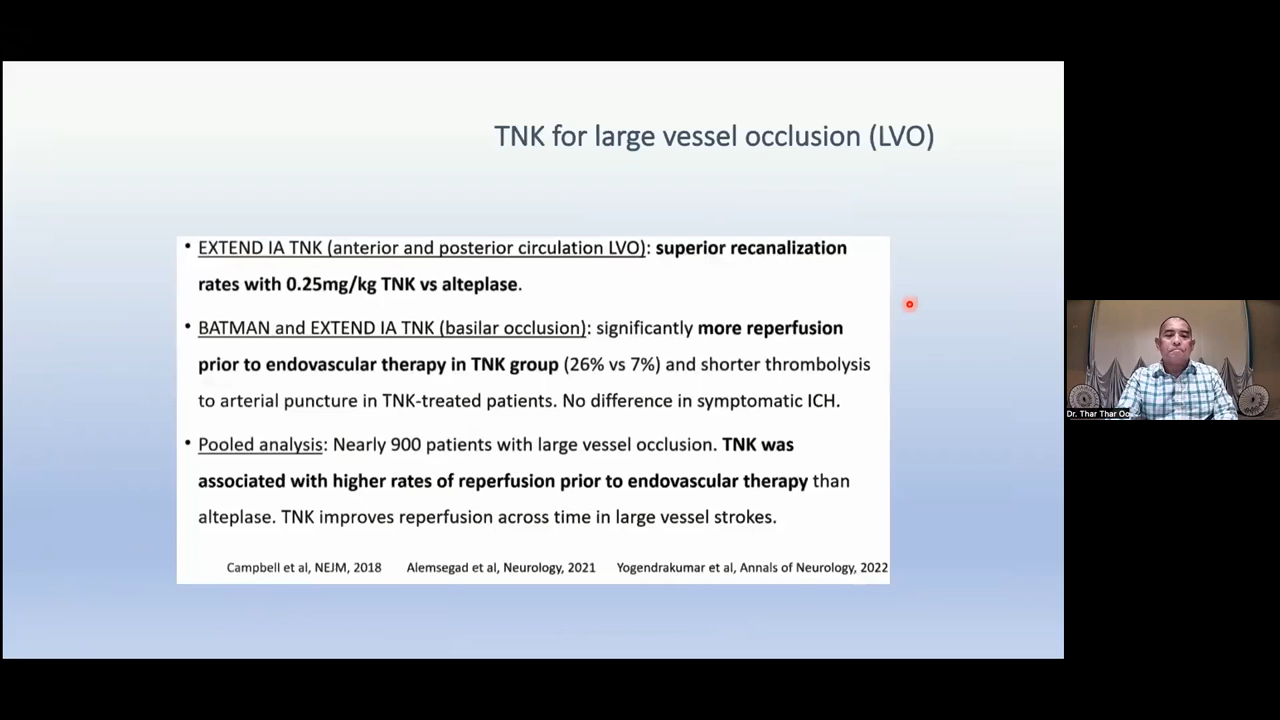 TNK for large vessel occlusion (LVO)
• EXTEND IA TNK (anterior and posterior circulation LVO): superior recanalization
rates with 0.25mg/kg TNK vs alteplase.
• BATMAN and EXTEND IA TNK (basilar occlusion): significantly more reperfusion
prior to endovascular therapy in TNK group (26% vs 7%) and shorter thrombolysis
to arterial puncture in TNK-treated patients. No difference in symptomatic ICH.
• Pooled analysis: Nearly 900 patients with large vessel occlusion. TNK was
associated with higher rates of reperfusion prior to endovascular therapy than
alteplase. TNK improves reperfusion across time in large vessel strokes.
Campbell et al, NEJM, 2018 Alemsegad et al, Neurology, 2021 Yogendrakumar et al, Annals of Neurology, 2022
Dr. Thar Thar Oo